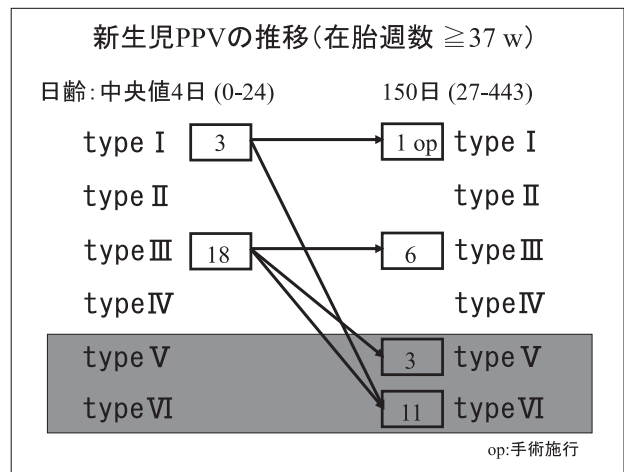 新生児PPVの推移(在胎週数 ≧37 w)
日齢:中央値4日 (0-24) 150日 (27-443)
type Ⅰ 3 1 op type Ⅰ
type Ⅱ type Ⅱ
type Ⅲ 18 6 type Ⅲ
type Ⅳ type Ⅳ
type Ⅴ 3 type Ⅴ
type Ⅵ 11 type Ⅵ
op:手術施行